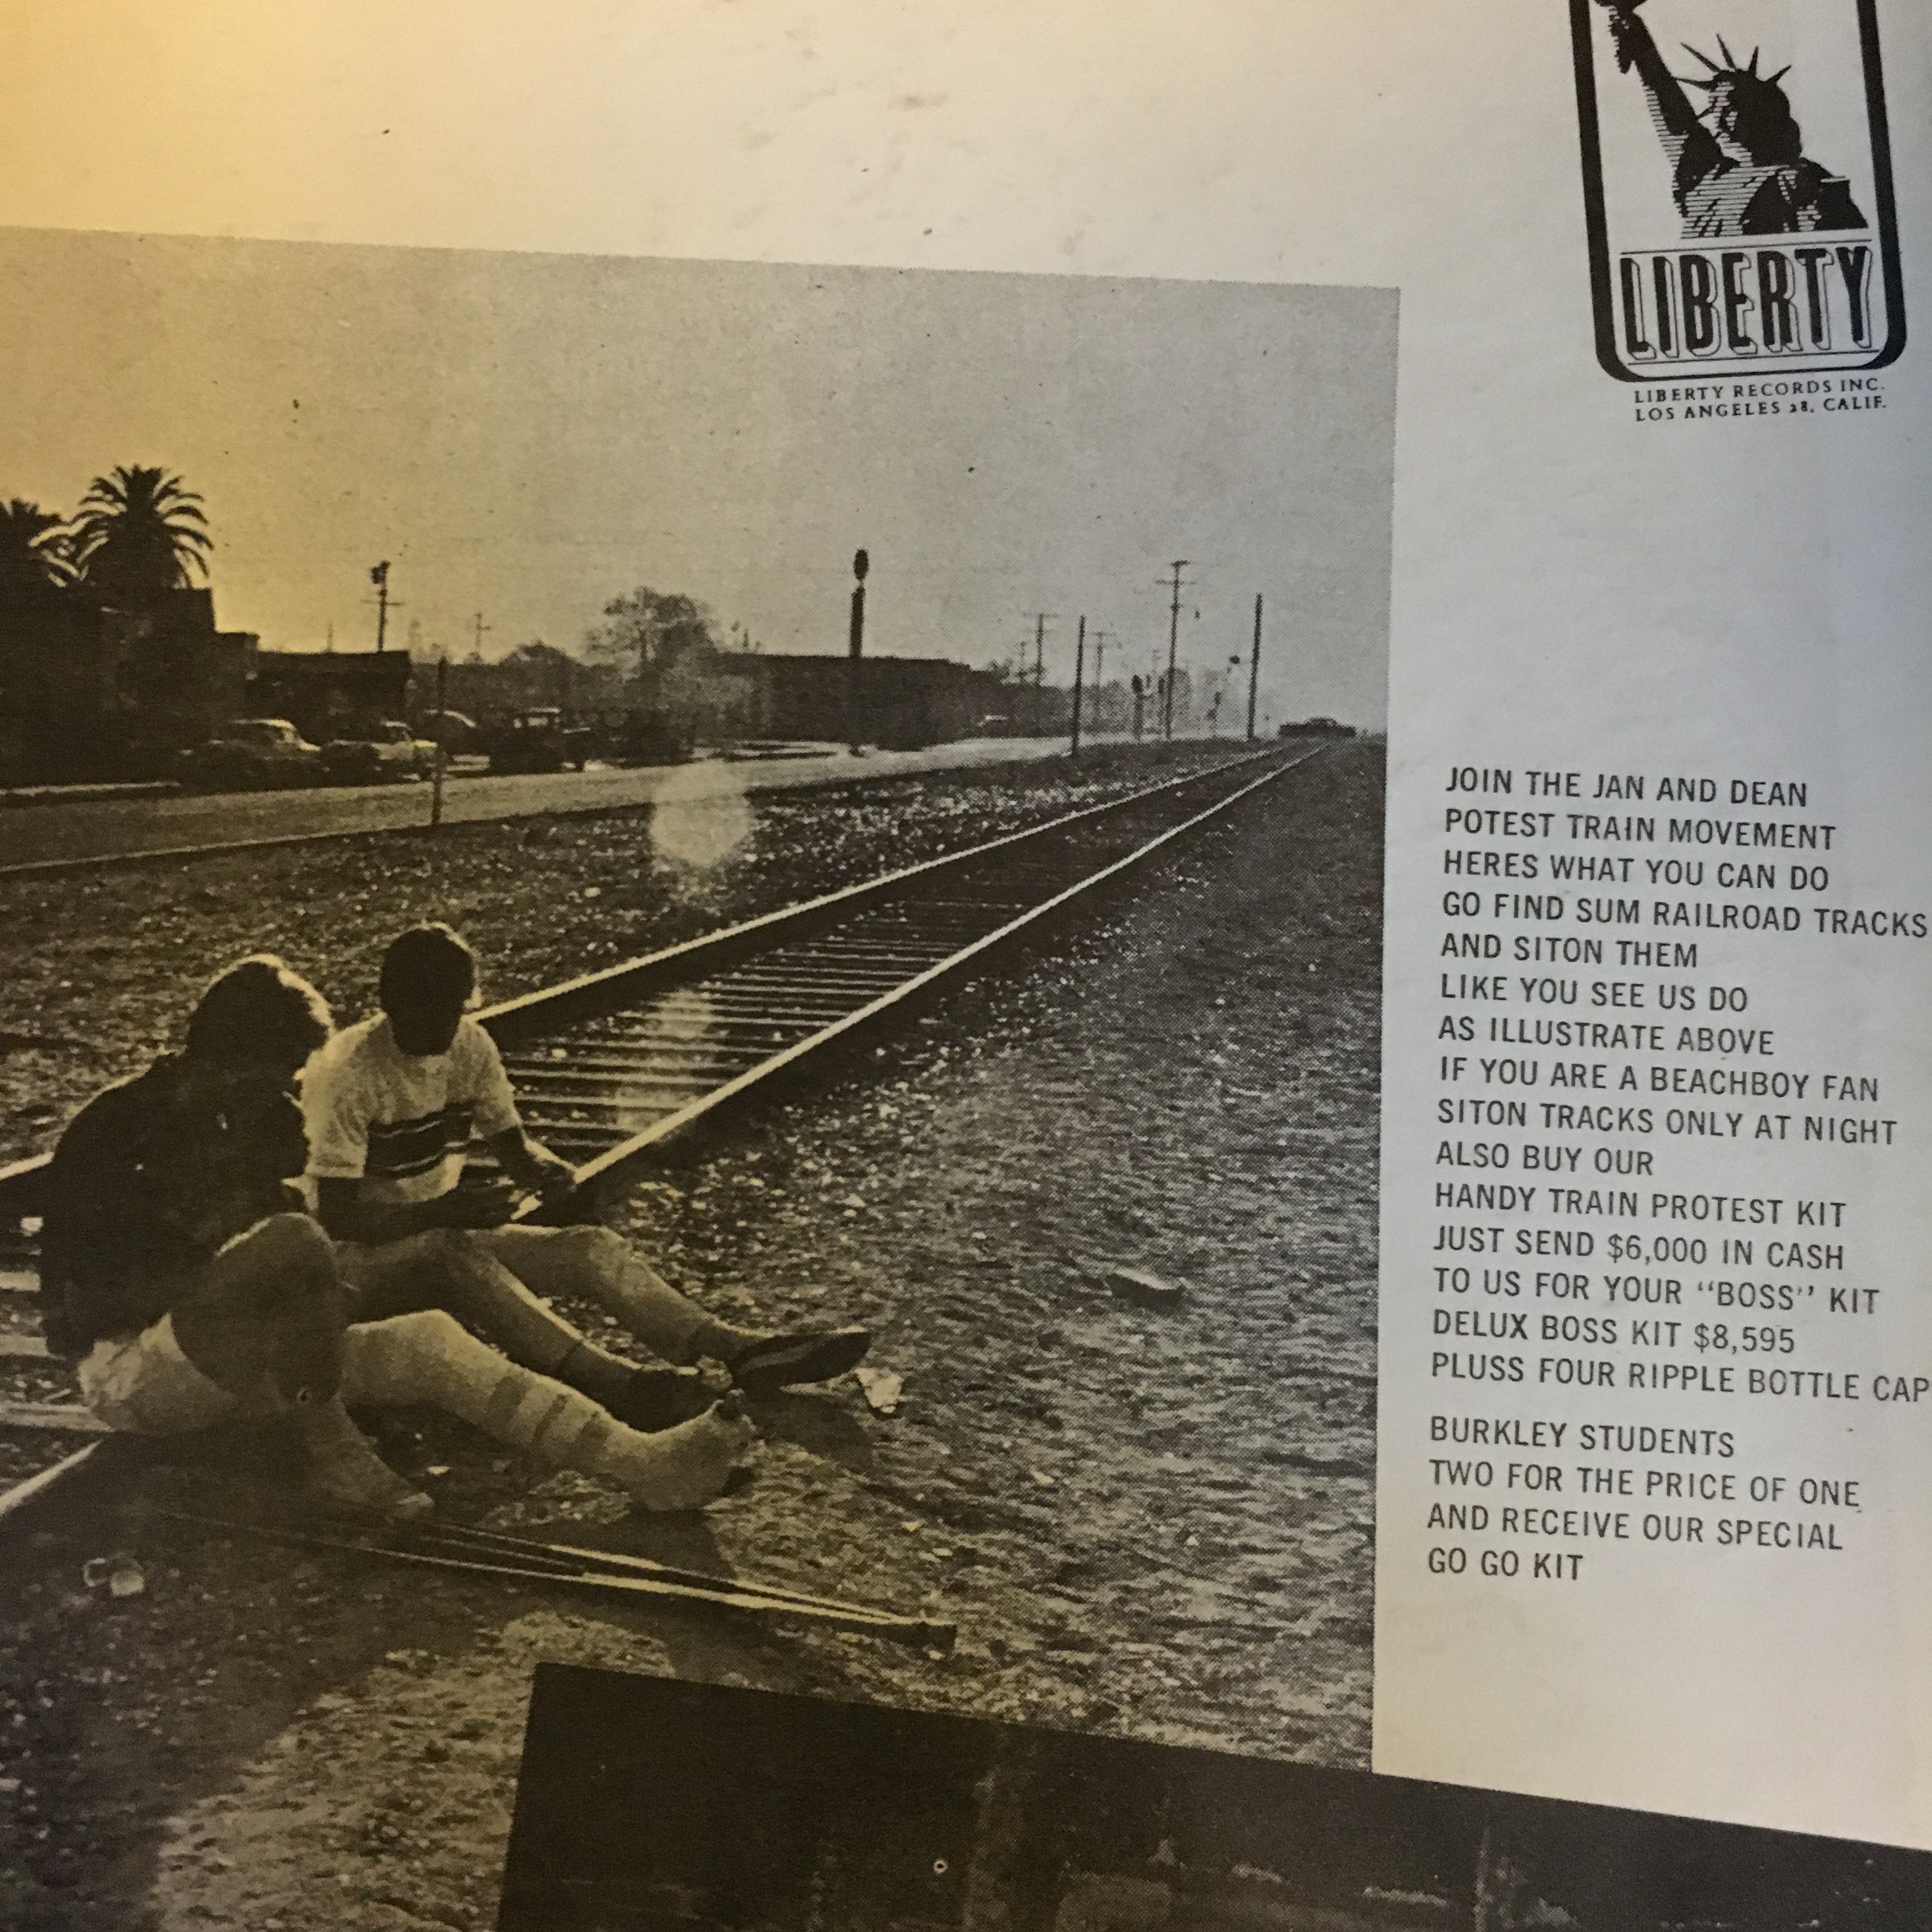 LIBERTY
LIBERTY RECORDS INC.
LOS ANGELES 28, CALIF.
JOIN THE JAN AND DEAN
POTEST TRAIN MOVEMENT
HERES WHAT YOU CAN DO
GO FIND SUM RAILROAD TRACKS
AND SITON THEM
LIKE YOU SEE US DO
AS ILLUSTRATE ABOVE
IF YOU ARE A BEACHBOY FAN
SITON TRACKS ONLY AT NIGHT
ALSO BUY OUR
HANDY TRAIN PROTEST KIT
JUST SEND $6,000 IN CASH
TO US FOR YOUR "BOSS" KIT
DELUX BOSS KIT $8,595
PLUSS FOUR RIPPLE BOTTLE CAP
BURKLEY STUDENTS
TWO FOR THE PRICE OF ONE
AND RECEIVE OUR SPECIAL
GO GO KIT